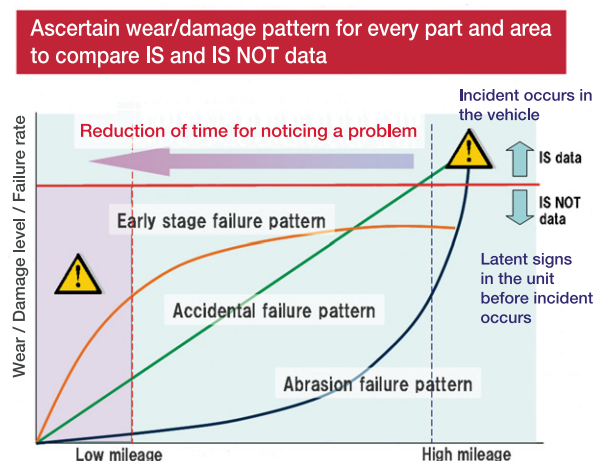 Ascertain wear/damage pattern for every part and area
to compare IS and IS NOT data
Incident occurs in
the vehicle
Reduction of time for noticing a problem
IS data
IS NOT
data
Early stage failure pattern
Latent signs
in the unit
before incident
occurs
Accidental failure pattern
Abrasion failure pattern
Wear / Damage level / Failure rate
Low mileage
High mileage